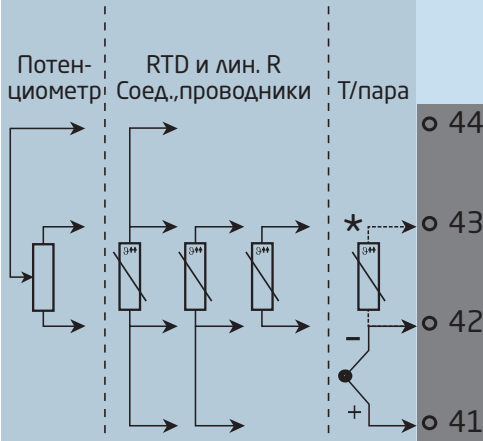 Потен-
циометр
RTD и лин. R
Соед.,проводники
Т/пара
44
*
43
42
−
+
41